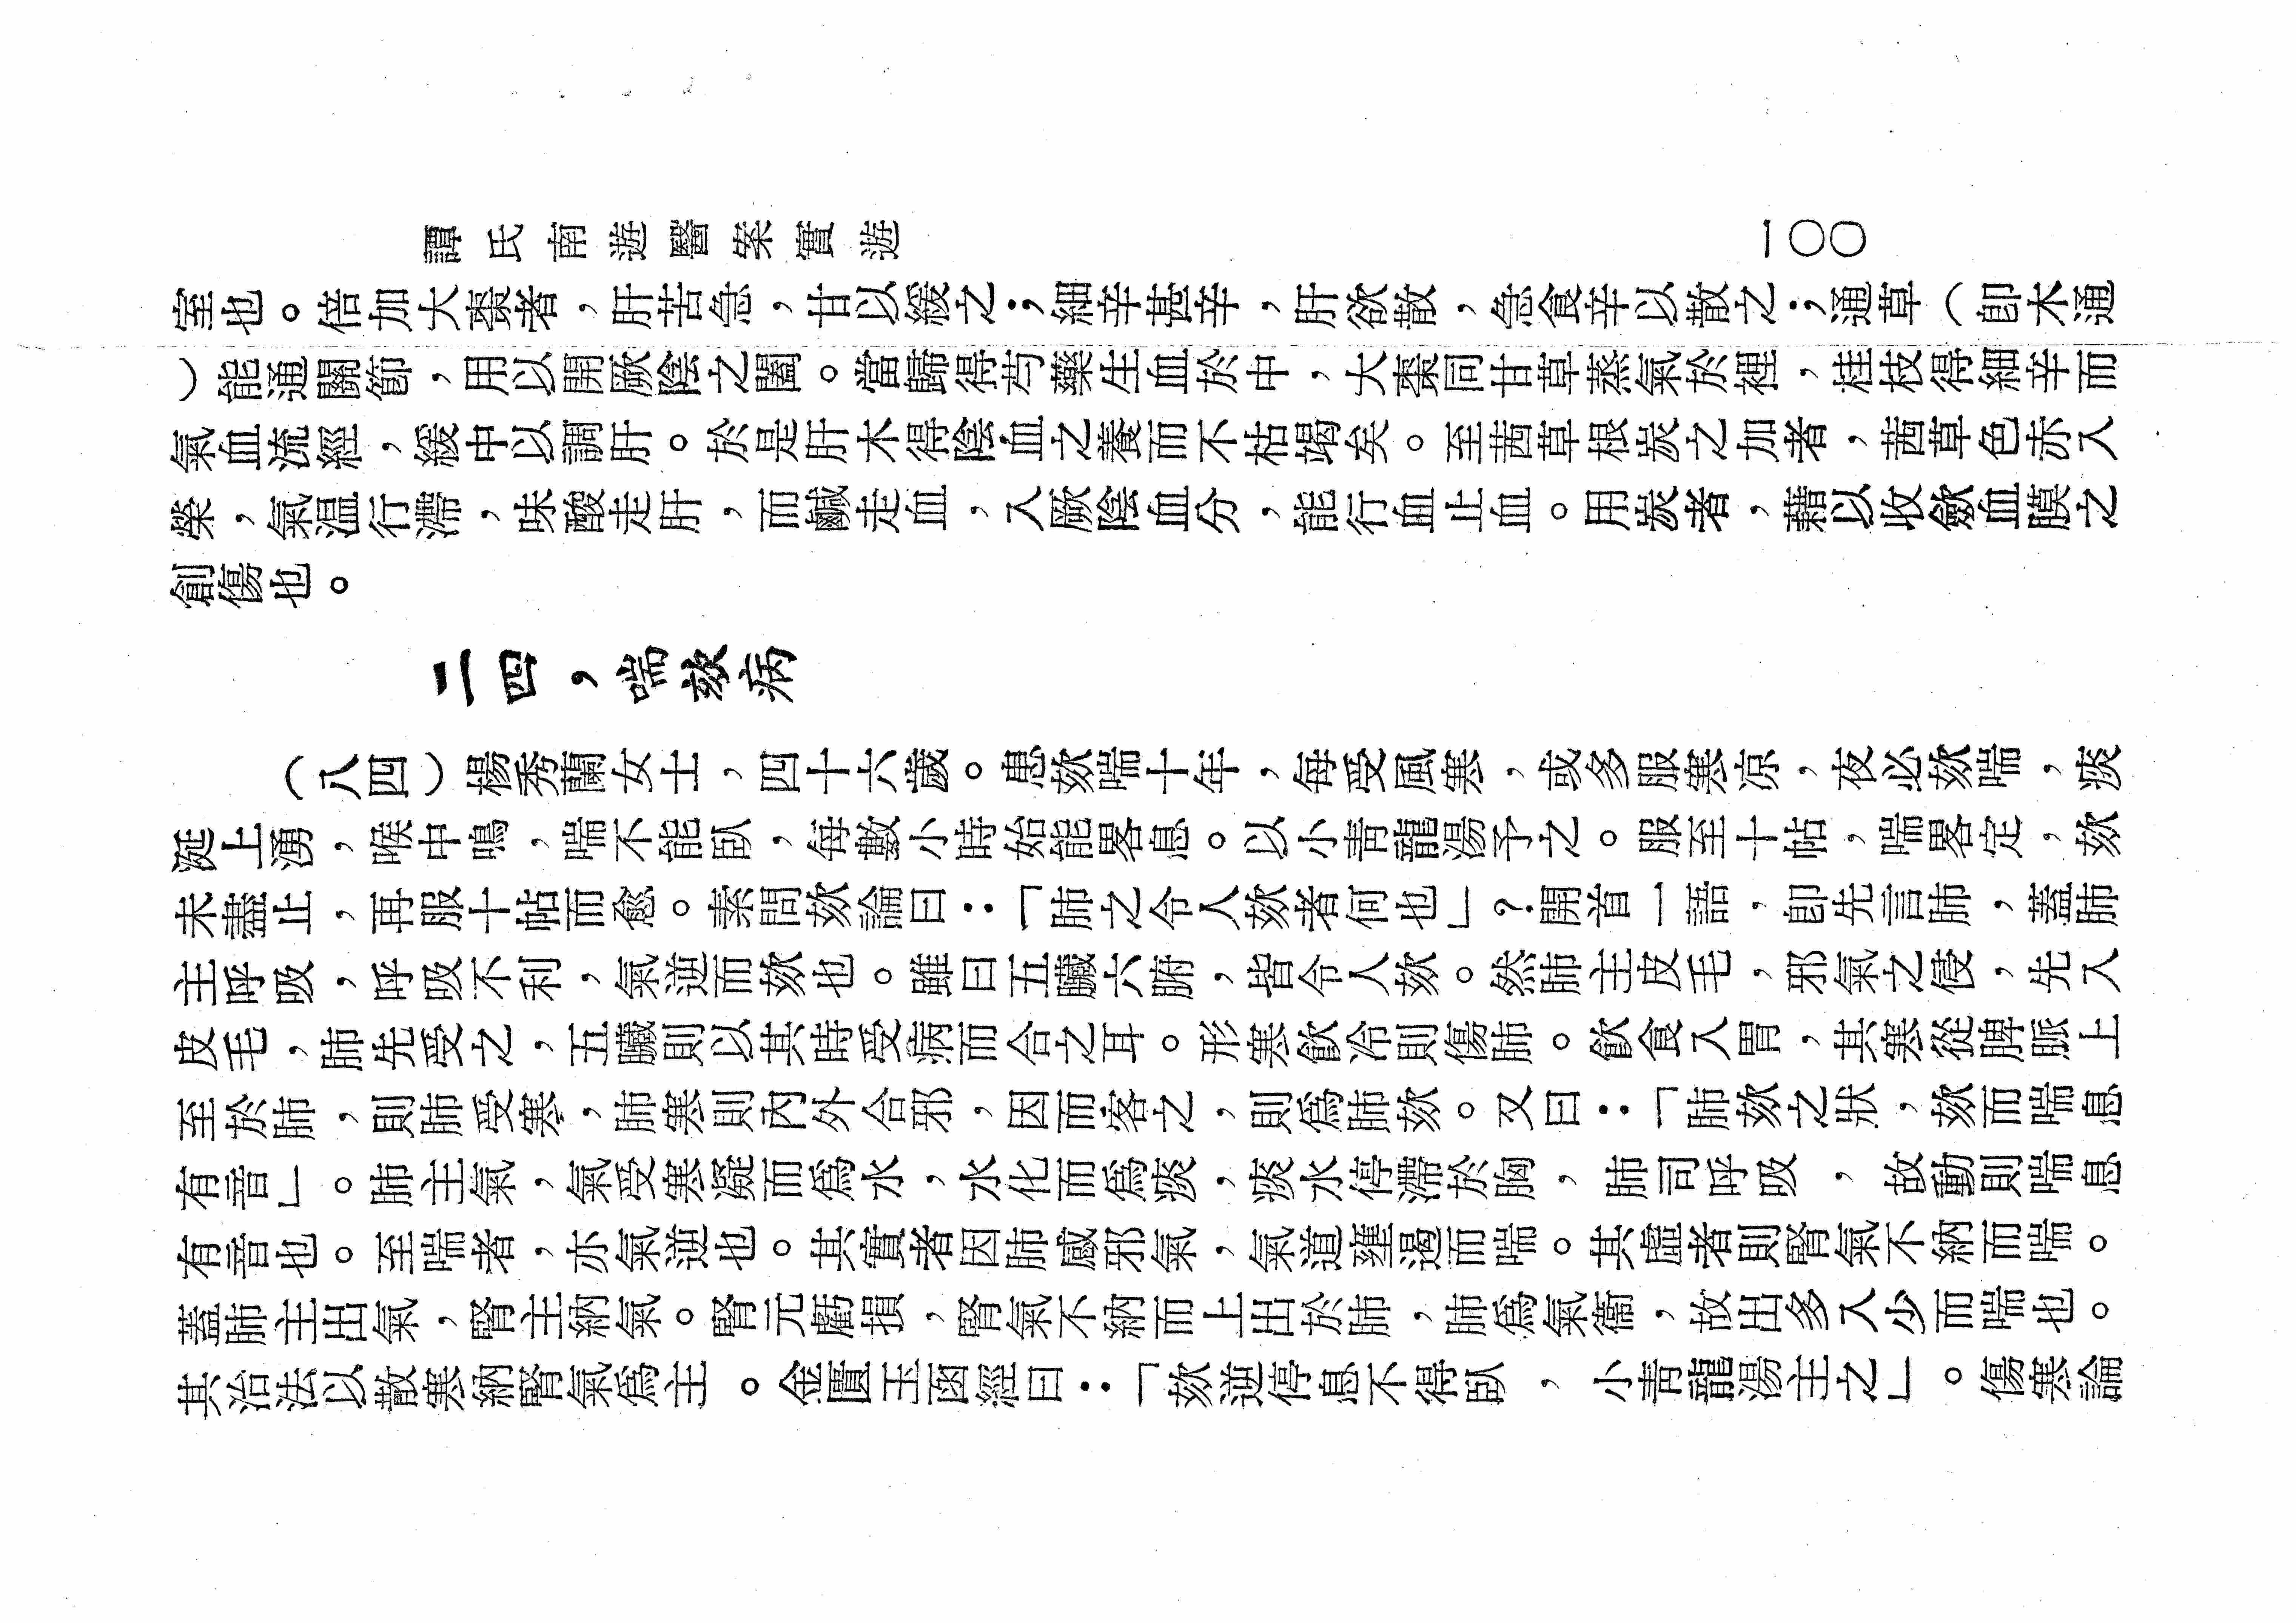 譚氏南遊醫案實遊
一〇〇
室也。倍加大棗者，肝苦急，甘以緩之；細辛甚辛，肝欲散，急食辛以散之；通草（卽木通
）能通關節，用以開厥陰之闔。當歸得芍藥生血於中，大棗同甘草蒸氣於裡，桂枝得細辛而
氣血流經，緩中以調肝。於是肝木得陰血之養而不枯竭矣。至茜草根炭之加者，茜草色赤入
榮，氣温行滯，味酸走肝，而鹹走血，入厥陰血分，能行血止血。用炭者，藉以收斂血膜之
創傷也。
二四，喘欬病
（八四）楊秀蘭女士，四十六歲。患欬喘十年，每受風寒，或多服寒凉，夜必欬喘，痰
涎上湧，喉中鳴，喘不能臥，每數小時始能畧息。以小靑龍湯予之。服至十帖，喘畧定，欬
未盡止，再服十帖而愈。素問欬論曰：「肺之令人欬者何也」？開首一語，卽先言肺，蓋肺
主呼吸，呼吸不利，氣逆而欬也。雖曰五臟六腑，皆令人欬。然肺主皮毛，邪氣之侵，先入
皮毛，肺先受之，五臟則以其時受病而合之耳。形寒飮冷則傷肺。飮食入胃，其寒從脾脈上
至於肺，則肺受寒，肺寒則內外合邪，因而客之，則爲肺欬。又曰：「肺欬之狀，欬而喘息
有音」。肺主氣，氣受寒凝而爲水，水化而爲痰，痰水停滯於胸，肺司呼吸，故動則喘息
有音也。至喘者，亦氣逆也。其實者因肺感邪氣，氣道壅遏而喘。其虛者則腎氣不納而喘。
蓋肺主出氣，腎主納氣。腎元虧損，腎氣不納而上出於肺，肺爲氣衞，故出多入少而喘也。
其治法以散寒納腎氣爲主。金匱玉函經曰：「欬逆停息不得臥，小靑龍湯主之」。傷寒論